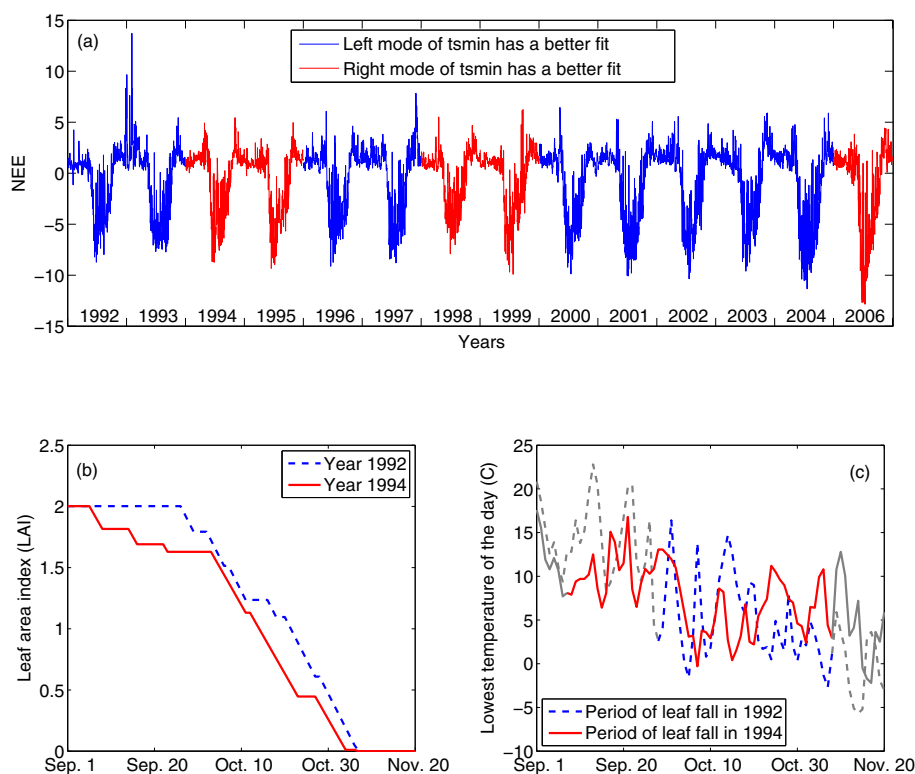 (a)
Left mode of tsmin has a better fit
Right mode of tsmin has a better fit
15
10
5
0
−5
−10
−15
NEE
1992 1993 1994 1995 1996 1997 1998 1999 2000 2001 2002 2003 2004 2006
Years
(b)
Year 1992
Year 1994
2.5
2
1.5
1
0.5
0
Leaf area index (LAI)
Sep. 1 Sep. 20 Oct. 10 Oct. 30 Nov. 20
(c)
25
20
15
10
5
0
−5
−10
Lowest temperature of the day (C)
Period of leaf fall in 1992
Period of leaf fall in 1994
Sep. 1 Sep. 20 Oct. 10 Oct. 30 Nov. 20